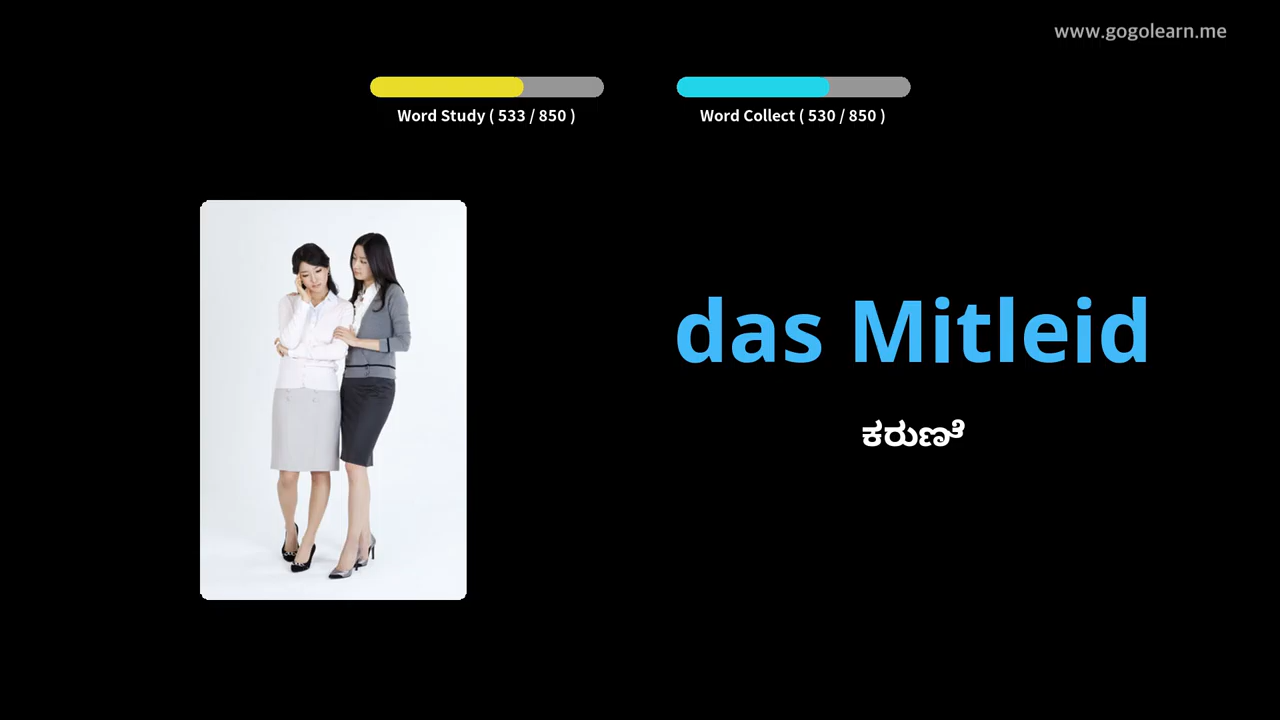 www.gogolearn.me
Word Study ( 533 / 850 )
Word Collect ( 530 / 850 )
das Mitleid
ಕರುಣೆ